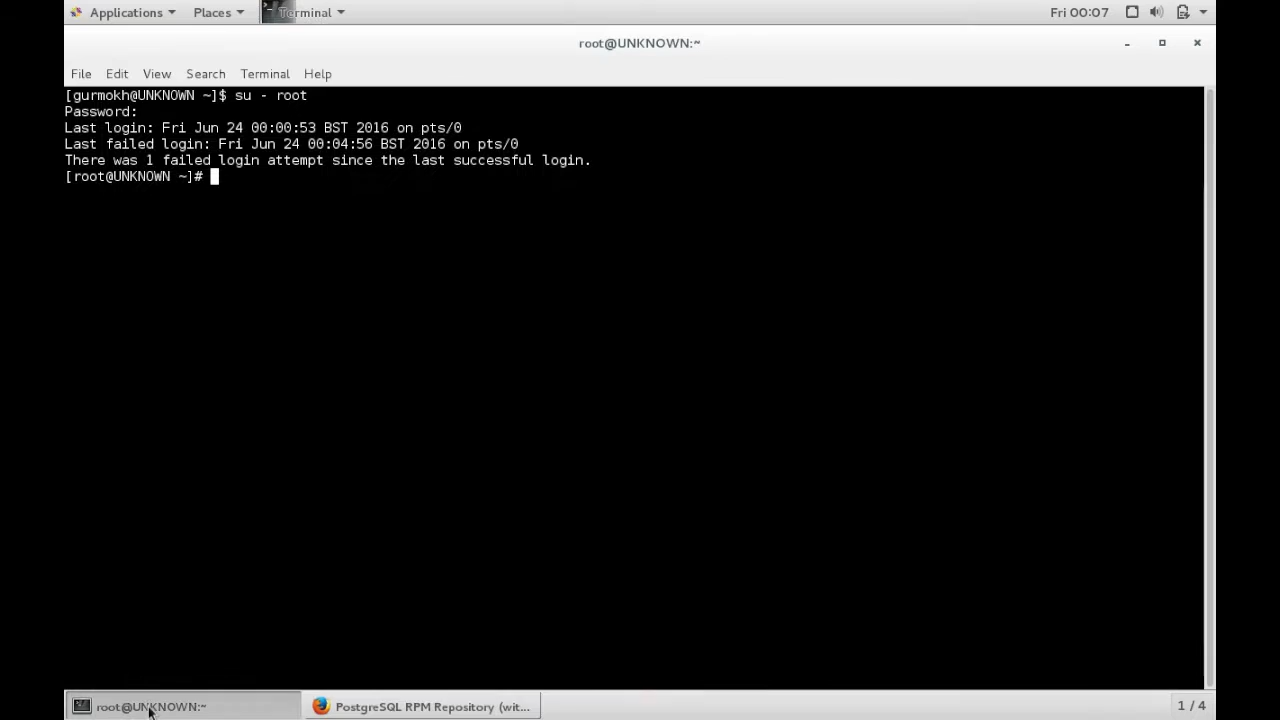 Applications Places Terminal Fri 00:07
root@UNKNOWN:~
File Edit View Search Terminal Help
[gurmokh@UNKNOWN ~]$ su - root
Password:
Last login: Fri Jun 24 00:00:53 BST 2016 on pts/0
Last failed login: Fri Jun 24 00:04:56 BST 2016 on pts/0
There was 1 failed login attempt since the last successful login.
[root@UNKNOWN ~]#
root@UNKNOWN:~ PostgreSQL RPM Repository (wit... 1 / 4